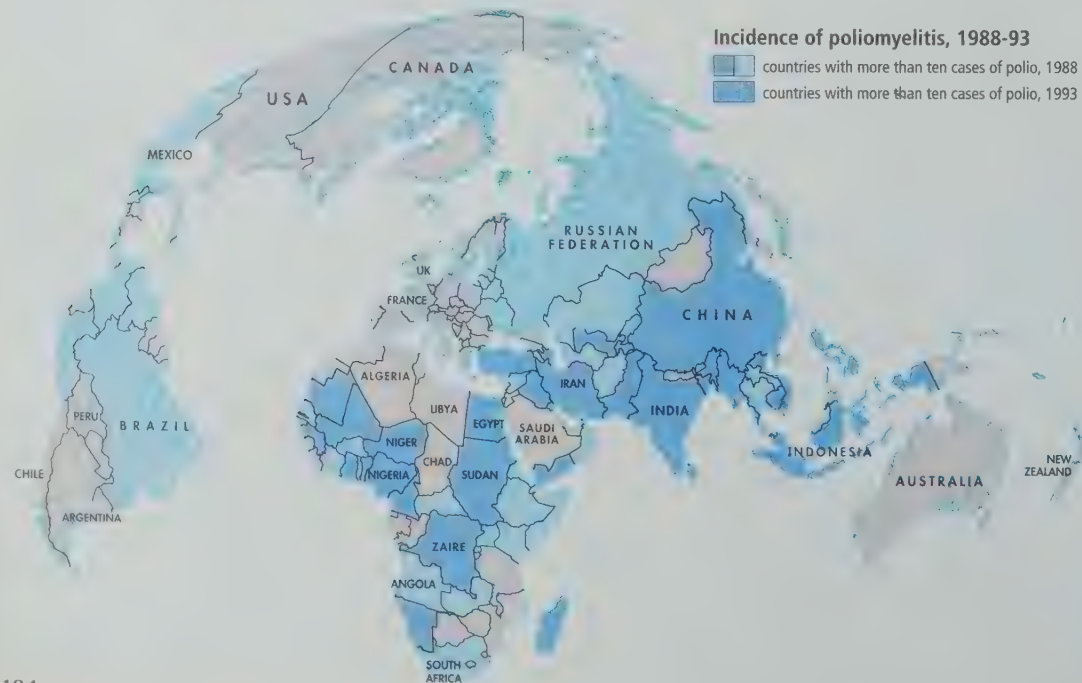 Incidence of poliomyelitis, 1988-93
countries with more than ten cases of polio, 1988
countries with more than ten cases of polio, 1993
CANADA
USA
MEXICO
RUSSIAN
FEDERATION
UK
FRANCE
CHINA
ALGERIA
LIBYA
EGYPT
SAUDI
ARABIA
IRAN
INDIA
PERU
BRAZIL
NIGER
NIGERIA
CHAD
SUDAN
INDONESIA
CHILE
NEW
ZEALAND
AUSTRALIA
ARGENTINA
ZAIRE
ANGOLA
SOUTH
AFRICA